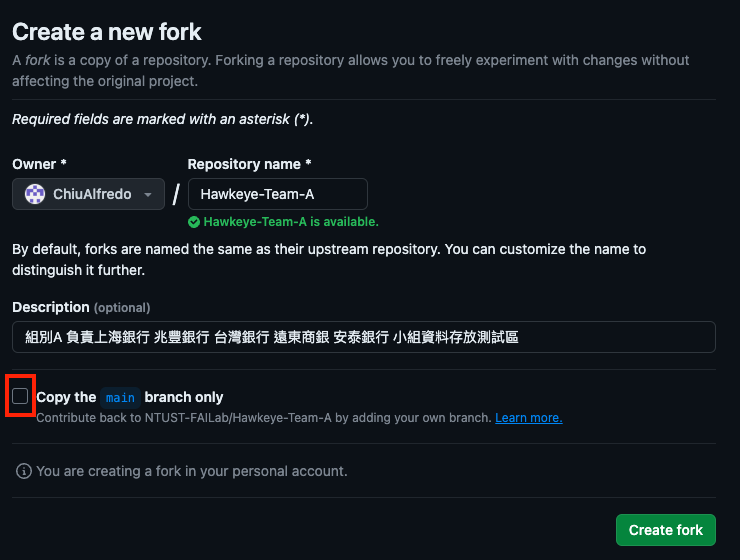 Create a new fork
A fork is a copy of a repository. Forking a repository allows you to freely experiment with changes without
affecting the original project.
Required fields are marked with an asterisk (*).
Owner *
Repository name *
ChiuAlfredo
/
Hawkeye-Team-A
Hawkeye-Team-A is available.
By default, forks are named the same as their upstream repository. You can customize the name to
distinguish it further.
Description (optional)
組別A 負責上海銀行 兆豐銀行 台灣銀行 遠東商銀 安泰銀行 小組資料存放測試區
Copy the main branch only
Contribute back to NTUST-FAILab/Hawkeye-Team-A by adding your own branch. Learn more.
You are creating a fork in your personal account.
Create fork